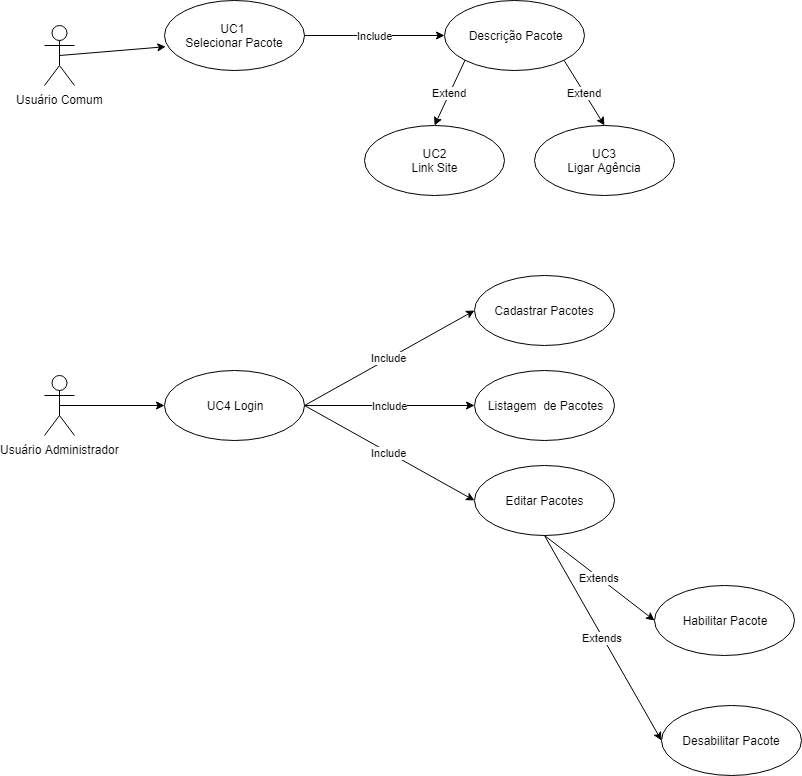 UC1
Selecionar Pacote
Include
Descrição Pacote
Usuário Comum
Extend
Extend
UC2
Link Site
UC3
Ligar Agência
Cadastrar Pacotes
Include
UC4 Login
Include
Listagem de Pacotes
Usuário Administrador
Include
Editar Pacotes
Extends
Habilitar Pacote
Extends
Desabilitar Pacote